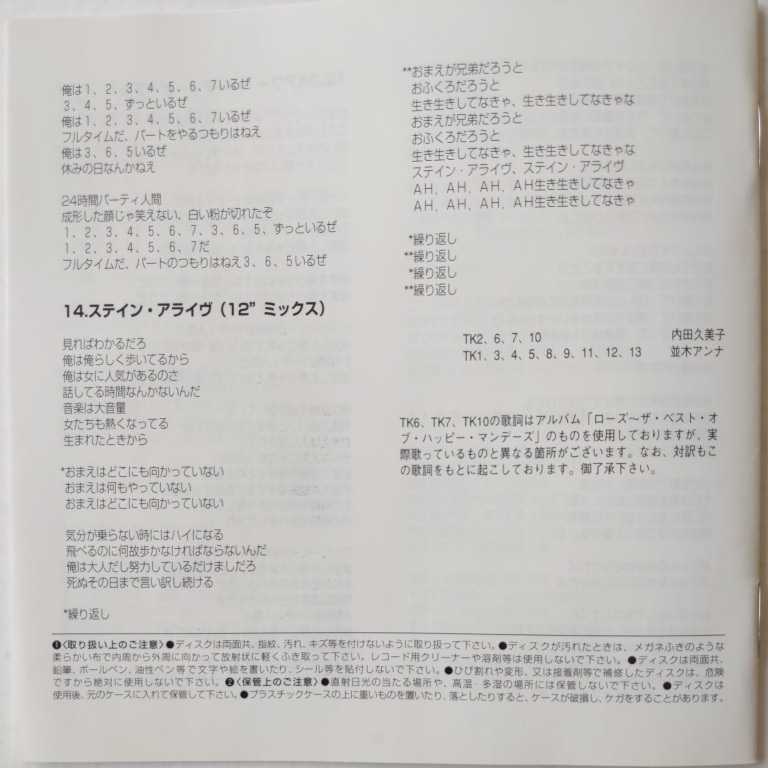 俺は1、2、3、4、5、6、7いるぜ
3、4、5、ずっといるぜ
俺は1、2、3、4、5、6、7いるぜ
フルタイムだ、パートをやるつもりはねえ
俺は3、6、5いるぜ
休みの日なんかねえ
24時間パーティ人間
成形した顔じゃ笑えない、白い粉が切れたぞ
1、2、3、4、5、6、7、3、6、5、ずっといるぜ
1、2、3、4、5、6、7だ
フルタイムだ、パートのつもりはねえ3、6、5いるぜ
14.ステイン・アライヴ（12”ミックス）
見ればわかるだろ
俺は俺らしく歩いてるから
俺は女に人気があるのさ
話してる時間なんかないんだ
音楽は大音量
女たちも熱くなってる
生まれたときから
*おまえはどこにも向かっていない
おまえは何もやっていない
おまえはどこにも向かっていない
気分が乗らない時にはハイになる
飛べるのに何故歩かなければならないんだ
俺は大人だし努力しているだけましだろ
死ぬその日まで言い訳し続ける
*繰り返し
**おまえが兄弟だろうと
おふくろだろうと
生き生きしてなきゃ、生き生きしてなきゃな
おまえが兄弟だろうと
おふくろだろうと
生き生きしてなきゃ、生き生きしてなきゃな
ステイン・アライヴ、ステイン・アライヴ
AH、AH、AH、AH生き生きしてなきゃ
AH、AH、AH、AH生き生きしてなきゃ
*繰り返し
**繰り返し
*繰り返し
**繰り返し
TK2、6、7、10 内田久美子
TK1、3、4、5、8、9、11、12、13 並木アンナ
TK6、TK7、TK10の歌詞はアルバム「ローズ〜ザ・ベスト・オ
ブ・ハッピー・マンデーズ」のものを使用しておりますが、実
際歌っているものと異なる箇所がございます。なお、対訳もこ
の歌詞をもとに起こしております。御了承下さい。
❶〈取り扱い上のご注意〉●ディスクは両面共、指紋、汚れ、キズ等を付けないように取り扱って下さい。●ディスクが汚れたときは、メガネふきのような
柔らかい布で内周から外周に向かって放射状に軽くふき取って下さい。レコード用クリーナーや溶剤等は使用しないで下さい。●ディスクは両面共、
鉛筆、ボールペン、油性ペン等で文字や絵を書いたり、シール等を貼付しないで下さい。●ひび割れや変形、又は接着剤等で補修したディスクは、危険
ですから絶対に使用しないで下さい。❷〈保管上のご注意〉●直射日光の当たる場所や、高温・多湿の場所には保管しないで下さい。●ディスクは
使用後、元のケースに入れて保管して下さい。●プラスチックケースの上に重いものを置いたり、落としたりすると、ケースが破損し、ケガをすることがあります。